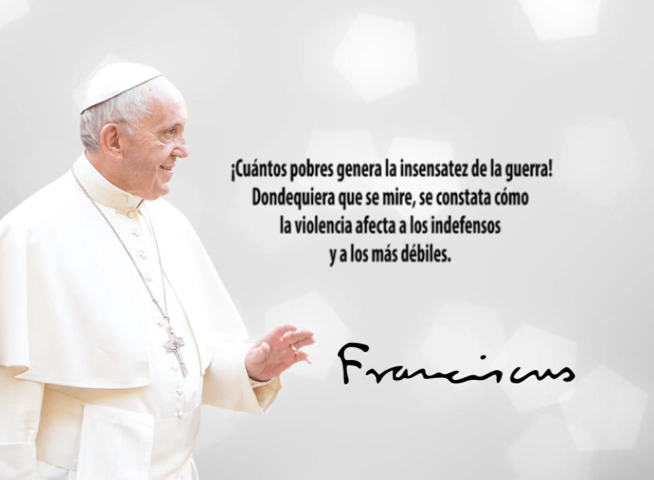 ¡Cuántos pobres genera la insensatez de la guerra!
Dondequiera que se mire, se constata cómo
la violencia afecta a los indefensos
y a los más débiles.
Franciscus